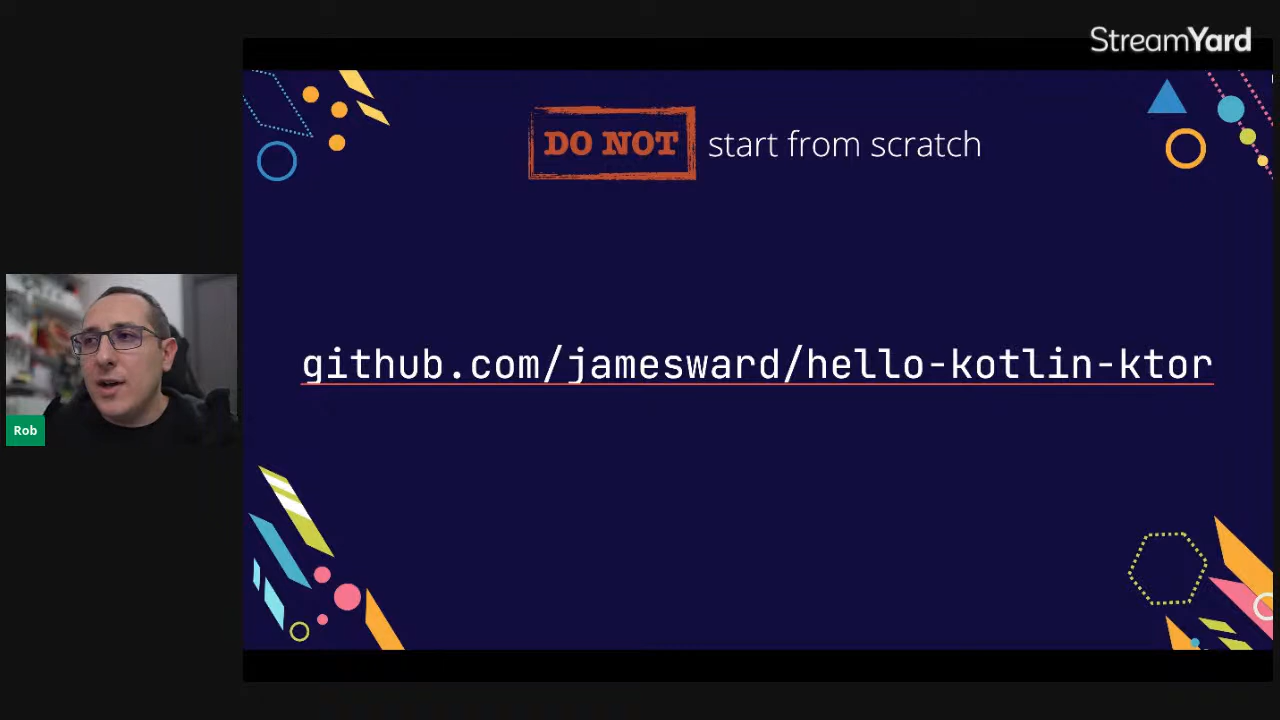 StreamYard
DO NOT start from scratch
github.com/jamesward/hello-kotlin-ktor
Rob